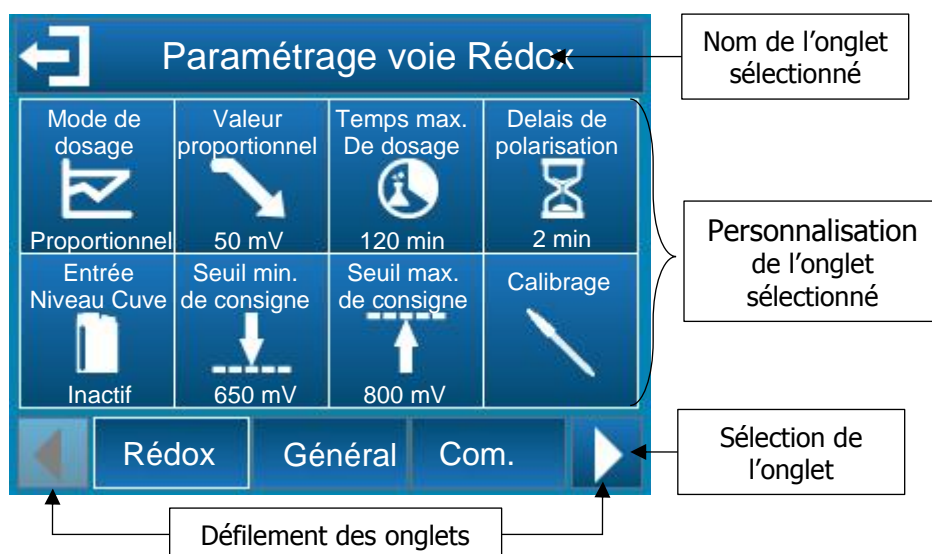 Paramétrage voie Rédox
Nom de l'onglet
sélectionné
Mode de
dosage
Proportionnel
Valeur
proportionnel
50 mV
Temps max.
De dosage
120 min
Delais de
polarisation
2 min
Personnalisation
de l'onglet
sélectionné
Entrée
Niveau Cuve
Inactif
Seuil min.
de consigne
650 mV
Seuil max.
de consigne
800 mV
Calibrage
Rédox
Général
Com.
Sélection de
l'onglet
Défilement des onglets